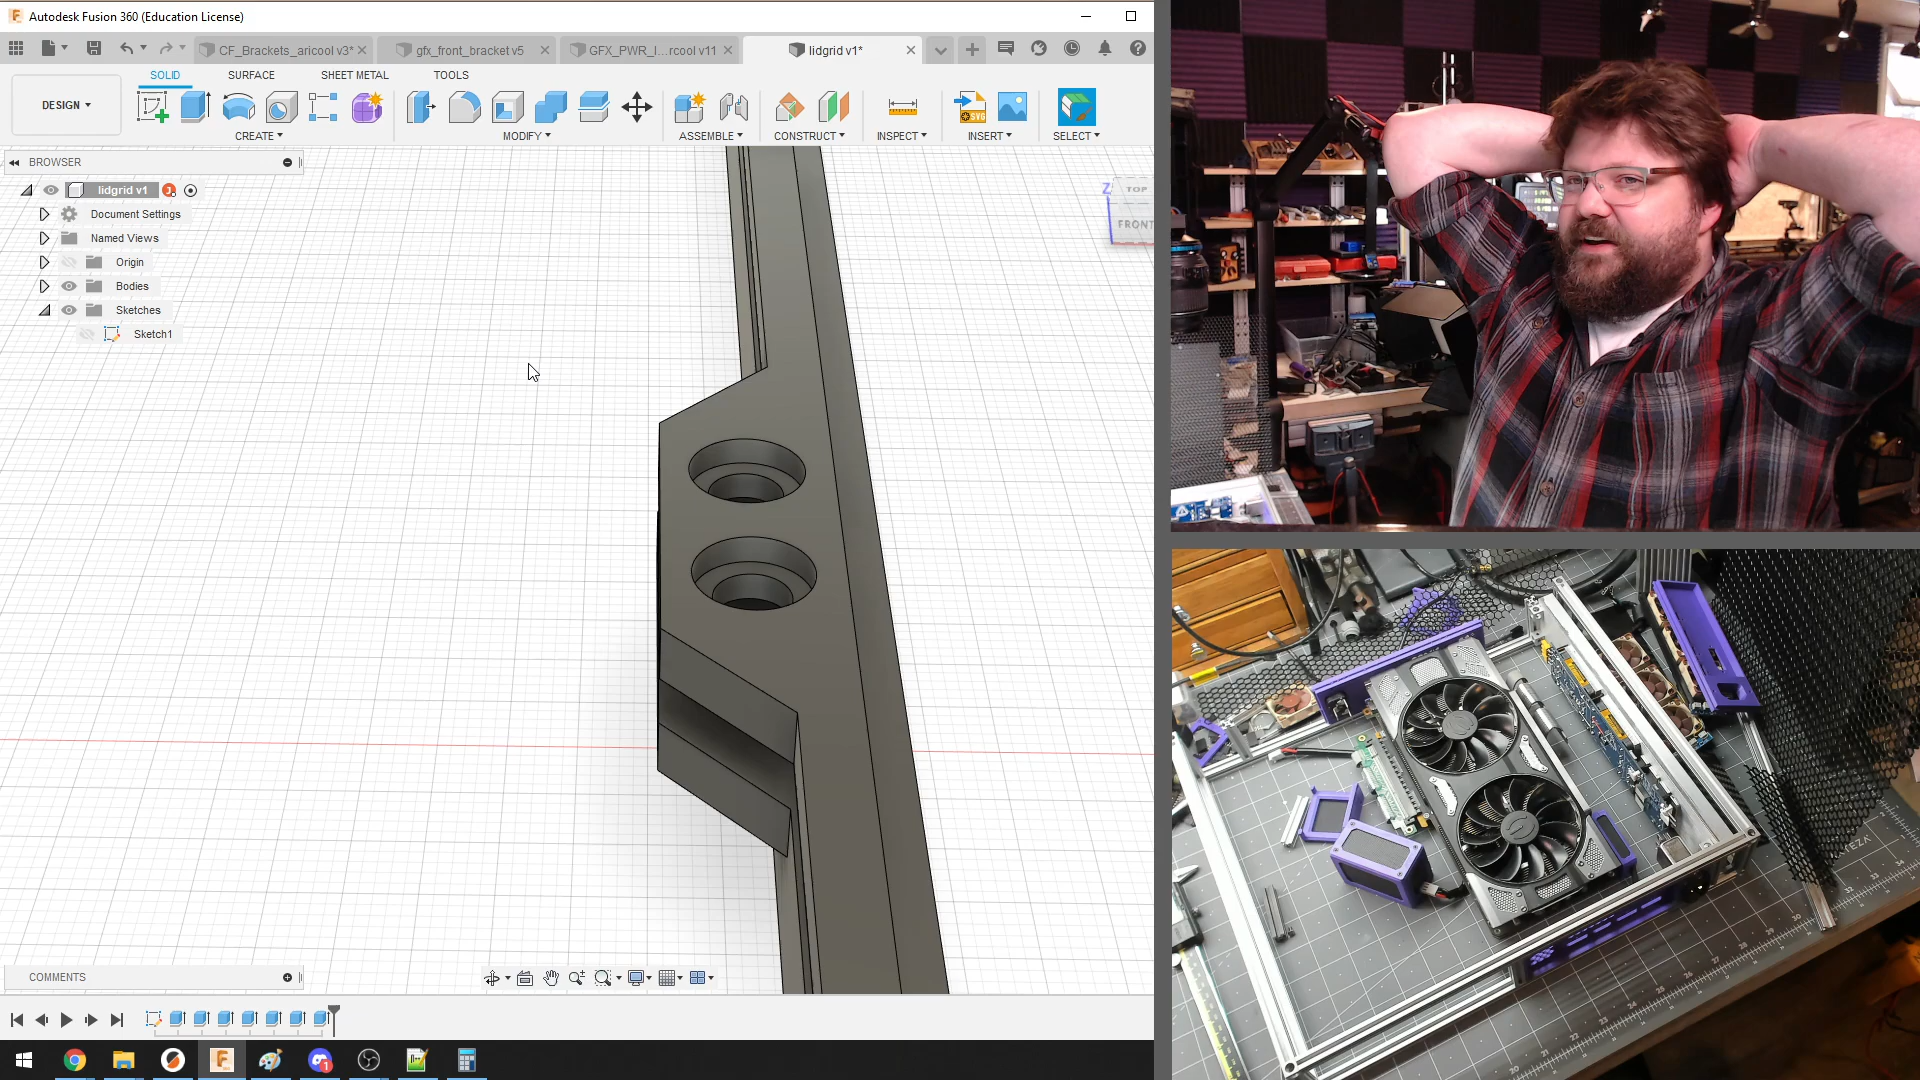 Autodesk Fusion 360 (Education License)
CF_Brackets_aricool v3*
gfx_front_bracket v5
GFX_PWR_I...rcool v11
lidgrid v1*
SOLID
SURFACE
SHEET METAL
TOOLS
DESIGN
CREATE
MODIFY
ASSEMBLE
CONSTRUCT
INSPECT
INSERT
SELECT
BROWSER
lidgrid v1
Document Settings
Named Views
Origin
Bodies
Sketches
Sketch1
Z
TOP
FRONT
COMMENTS